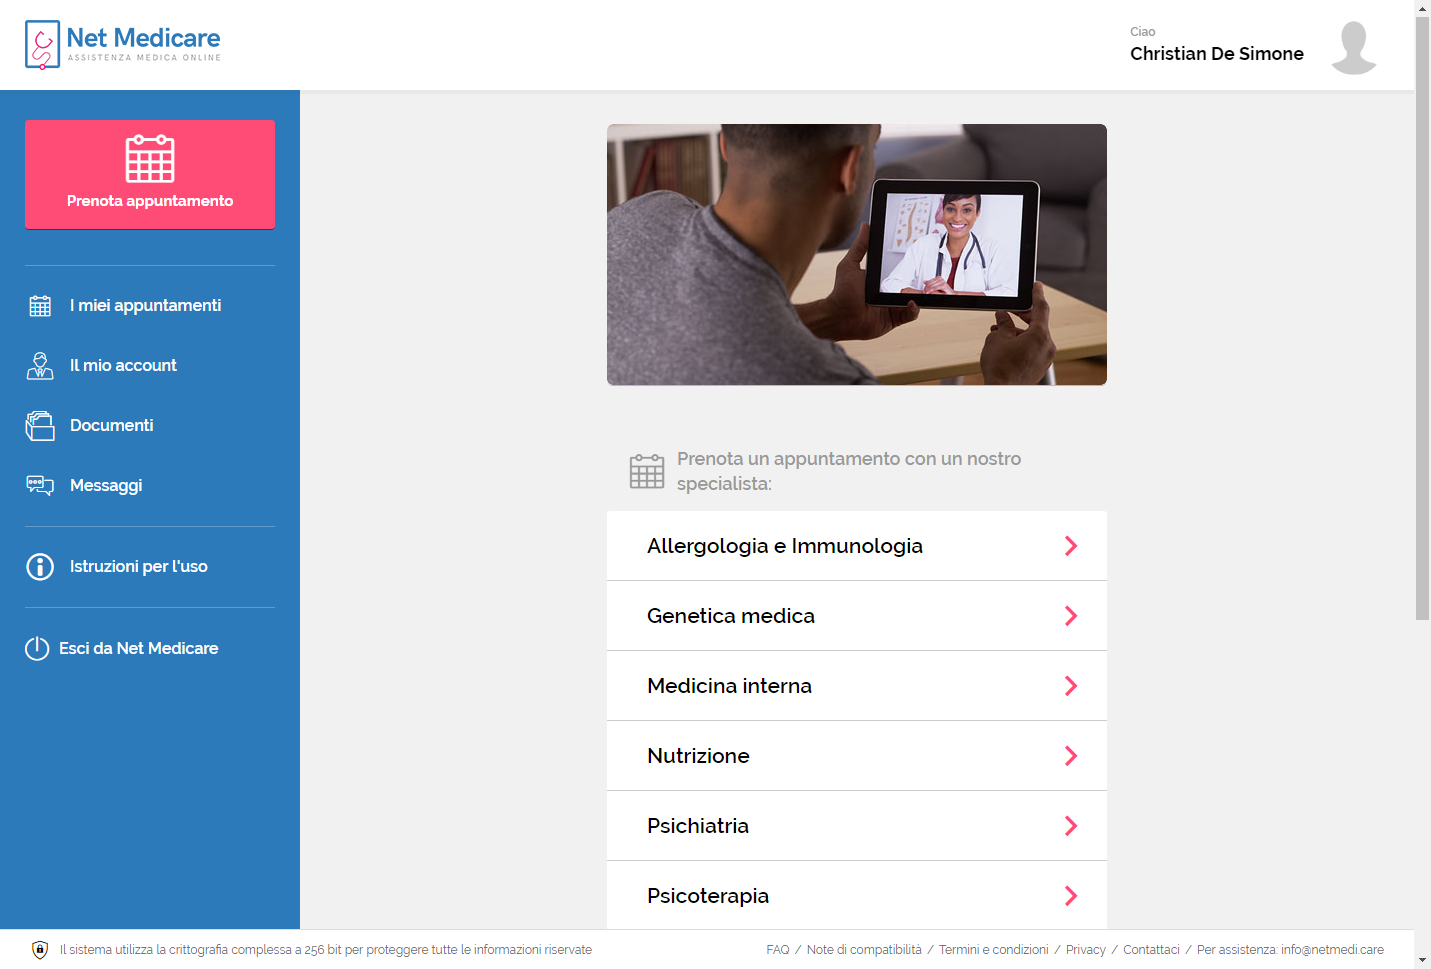 Net Medicare
ASSISTENZA MEDICA ONLINE
Ciao
Christian De Simone
Prenota appuntamento
I miei appuntamenti
Il mio account
Documenti
Messaggi
Istruzioni per l'uso
Esci da Net Medicare
Prenota un appuntamento con un nostro
specialista:
Allergologia e Immunologia
Genetica medica
Medicina interna
Nutrizione
Psichiatria
Psicoterapia
Il sistema utilizza la crittografia complessa a 256 bit per proteggere tutte le informazioni riservate
FAQ / Note di compatibilità / Termini e condizioni / Privacy / Contattaci / Per assistenza: info@netmedi.care